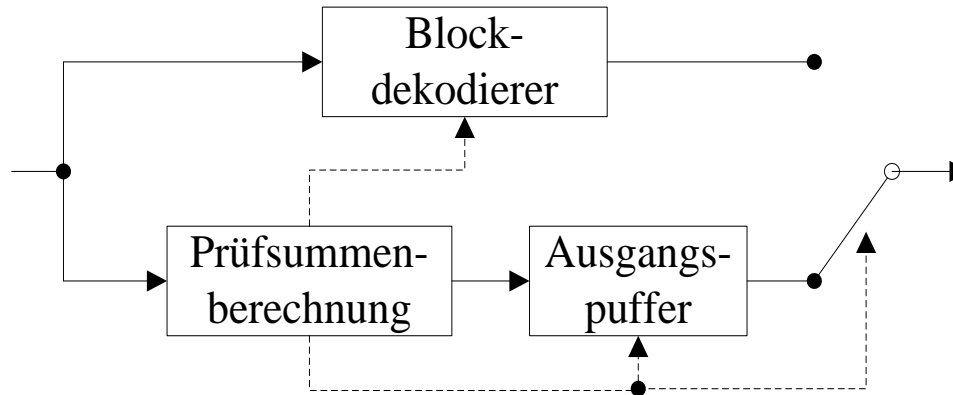 Block-
dekodierer
Prüfsummen-
berechnung
Ausgangs-
puffer